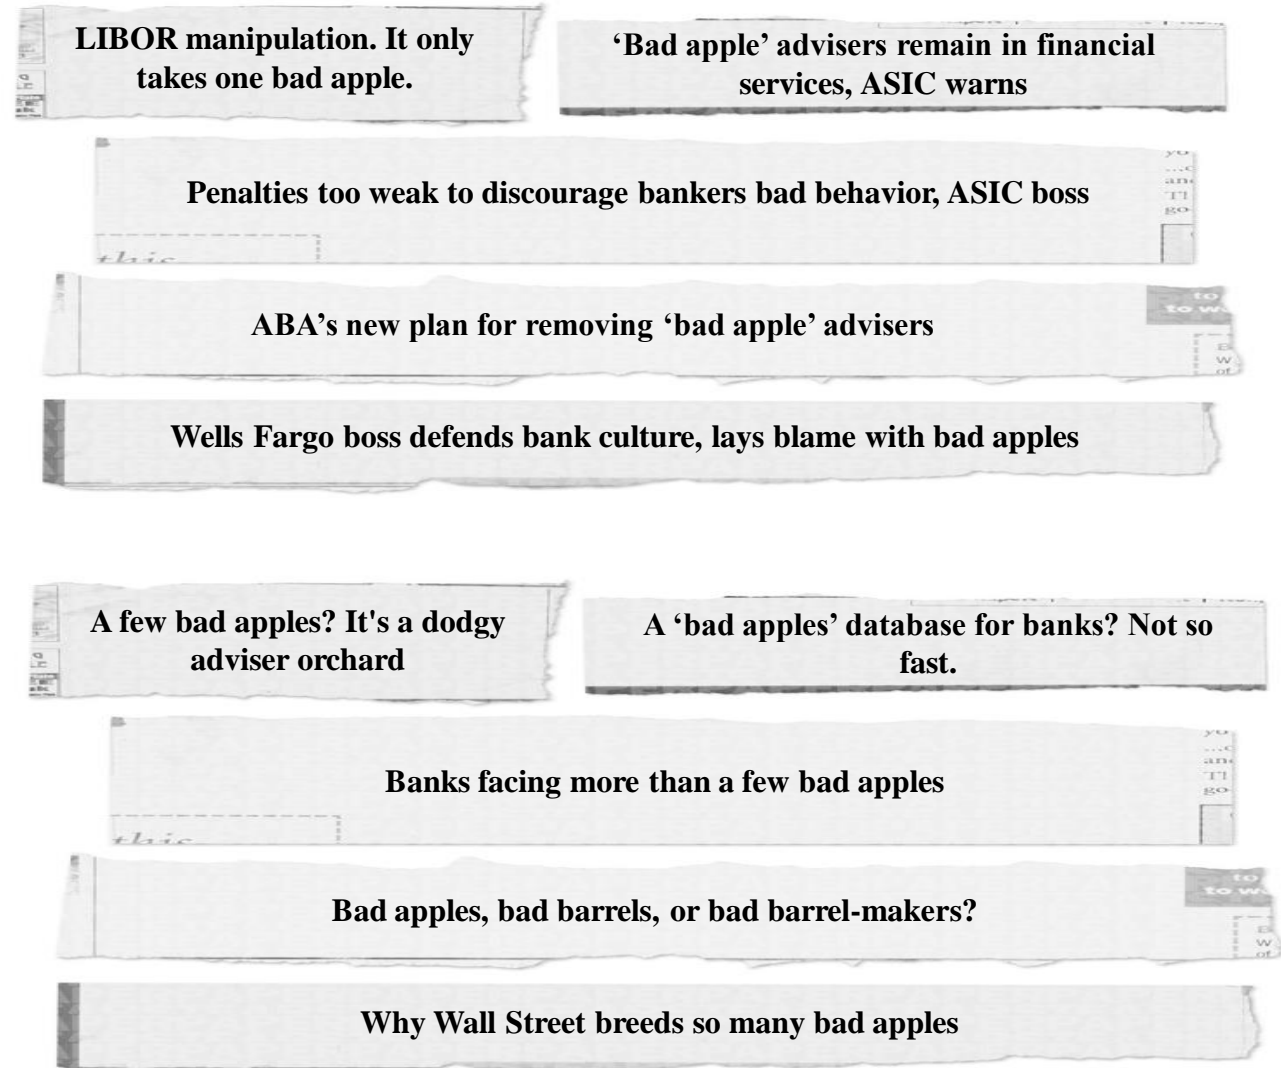 LIBOR manipulation. It only
takes one bad apple.
‘Bad apple’ advisers remain in financial
services, ASIC warns
Penalties too weak to discourage bankers bad behavior, ASIC boss
this
ABA’s new plan for removing ‘bad apple’ advisers
to
Wells Fargo boss defends bank culture, lays blame with bad apples
A few bad apples? It's a dodgy
adviser orchard
A ‘bad apples’ database for banks? Not so
fast.
Banks facing more than a few bad apples
this
Bad apples, bad barrels, or bad barrel-makers?
to
Why Wall Street breeds so many bad apples